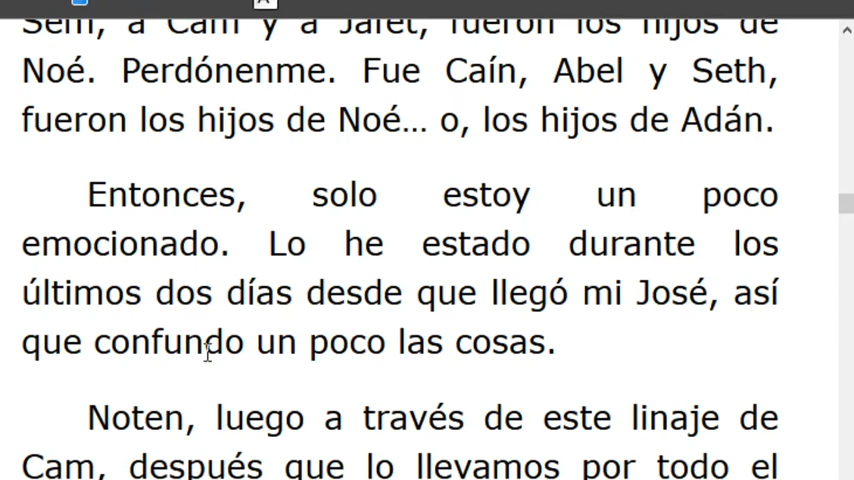 Sem, a Cam y a Jafet, fueron los hijos de
Noé. Perdónenme. Fue Caín, Abel y Seth,
fueron los hijos de Noé... o, los hijos de Adán.
Entonces, solo estoy un poco
emocionado. Lo he estado durante los
últimos dos días desde que llegó mi José, así
que confundo un poco las cosas.
Noten, luego a través de este linaje de
Cam, después que lo llevamos por todo el